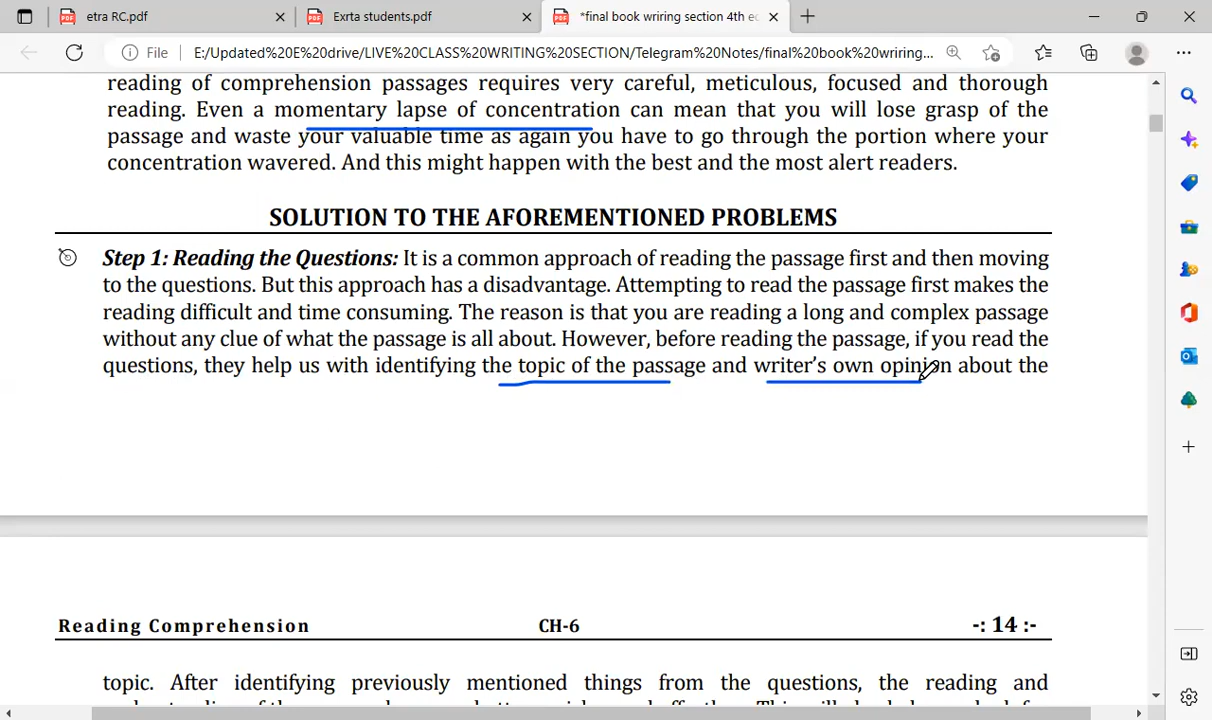 etra RC.pdf
Exrta students.pdf
*final book wriring section 4th ec
File
E:/Updated%20E%20drive/LIVE%20CLASS%20WRITING%20SECTION/Telegram%20Notes/final%20book%20wriring...
reading of comprehension passages requires very careful, meticulous, focused and thorough
reading. Even a momentary lapse of concentration can mean that you will lose grasp of the
passage and waste your valuable time as again you have to go through the portion where your
concentration wavered. And this might happen with the best and the most alert readers.
SOLUTION TO THE AFOREMENTIONED PROBLEMS
Step 1: Reading the Questions: It is a common approach of reading the passage first and then moving
to the questions. But this approach has a disadvantage. Attempting to read the passage first makes the
reading difficult and time consuming. The reason is that you are reading a long and complex passage
without any clue of what the passage is all about. However, before reading the passage, if you read the
questions, they help us with identifying the topic of the passage and writer's own opinion about the
Reading Comprehension CH-6 -: 14 :-
topic. After identifying previously mentioned things from the questions, the reading and